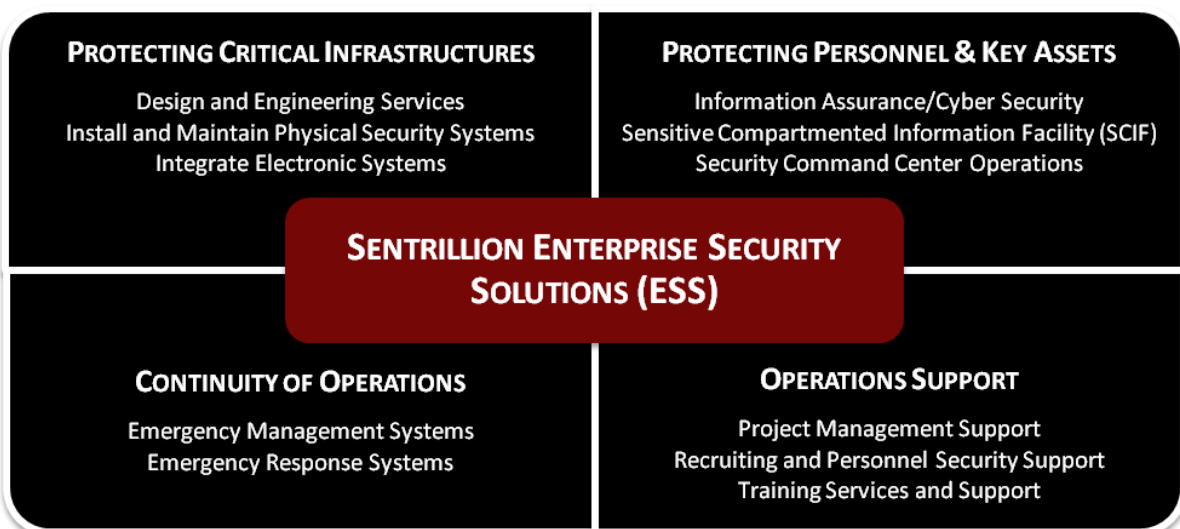 PROTECTING CRITICAL INFRASTRUCTURES
Design and Engineering Services
Install and Maintain Physical Security Systems
Integrate Electronic Systems
PROTECTING PERSONNEL & KEY ASSETS
Information Assurance/Cyber Security
Sensitive Compartmented Information Facility (SCIF)
Security Command Center Operations
SENTRILLION ENTERPRISE SECURITY
SOLUTIONS (ESS)
CONTINUITY OF OPERATIONS
Emergency Management Systems
Emergency Response Systems
OPERATIONS SUPPORT
Project Management Support
Recruiting and Personnel Security Support
Training Services and Support